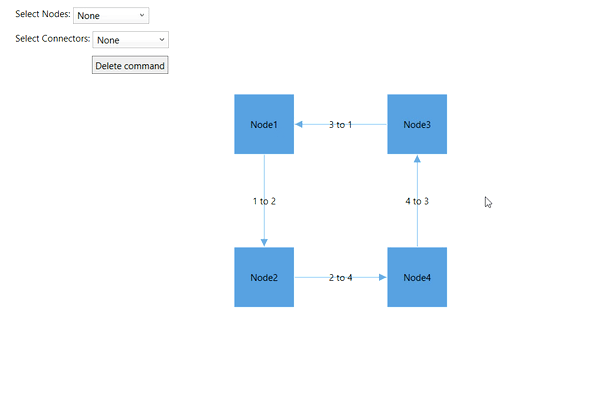 Select Nodes: None
Select Connectors: None
Delete command
Node1
3 to 1
Node3
1 to 2
4 to 3
Node2
2 to 4
Node4